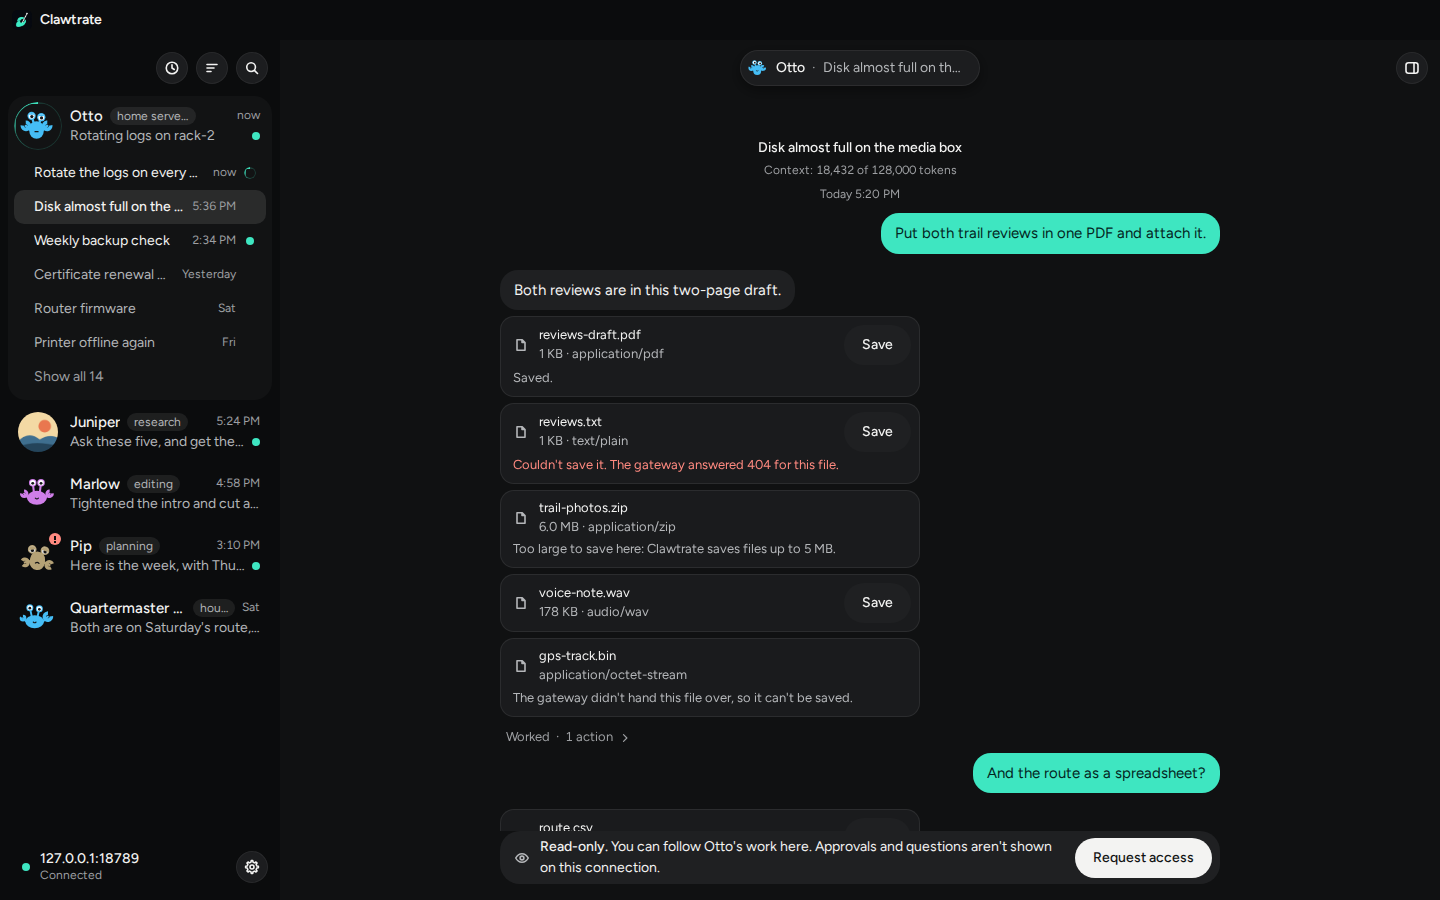 Clawtrate
Otto · Disk almost full on th...
Otto home serve... now
Rotating logs on rack-2
Rotate the logs on every ... now
Disk almost full on the ... 5:36 PM
Weekly backup check 2:34 PM
Certificate renewal ... Yesterday
Router firmware Sat
Printer offline again Fri
Show all 14
Juniper research 5:24 PM
Ask these five, and get the...
Marlow editing 4:58 PM
Tightened the intro and cut a...
Pip planning 3:10 PM
Here is the week, with Thu...
Quartermaster ... hou... Sat
Both are on Saturday's route,...
127.0.0.1:18789
Connected
Disk almost full on the media box
Context: 18,432 of 128,000 tokens
Today 5:20 PM
Put both trail reviews in one PDF and attach it.
Both reviews are in this two-page draft.
reviews-draft.pdf
1 KB · application/pdf
Save
Saved.
reviews.txt
1 KB · text/plain
Save
Couldn't save it. The gateway answered 404 for this file.
trail-photos.zip
6.0 MB · application/zip
Too large to save here: Clawtrate saves files up to 5 MB.
voice-note.wav
178 KB · audio/wav
Save
gps-track.bin
application/octet-stream
The gateway didn't hand this file over, so it can't be saved.
Worked · 1 action
And the route as a spreadsheet?
route.csv
Read-only. You can follow Otto's work here. Approvals and questions aren't shown
on this connection.
Request access